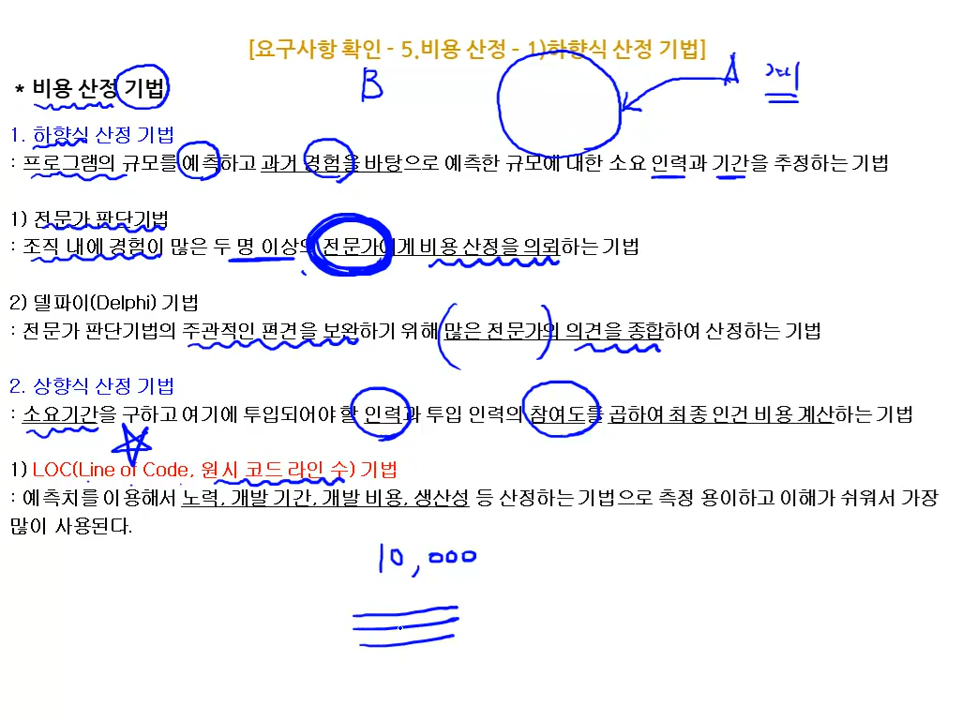 [요구사항 확인 - 5.비용 산정 - 1)하향식 산정 기법]
B
A
* 비용 산정 기법
1. 하향식 산정 기법
: 프로그램의 규모를 예측하고 과거 경험을 바탕으로 예측한 규모에 대한 소요 인력과 기간을 추정하는 기법
1) 전문가 판단기법
: 조직 내에 경험이 많은 두 명 이상의 전문가에게 비용 산정을 의뢰하는 기법
2) 델파이(Delphi) 기법
: 전문가 판단기법의 주관적인 편견을 보완하기 위해 많은 전문가의 의견을 종합하여 산정하는 기법
2. 상향식 산정 기법
: 소요기간을 구하고 여기에 투입되어야 할 인력과 투입 인력의 참여도를 곱하여 최종 인건 비용 계산하는 기법
1) LOC(Line of Code, 원시 코드 라인 수) 기법
: 예측치를 이용해서 노력, 개발 기간, 개발 비용, 생산성 등 산정하는 기법으로 측정 용이하고 이해가 쉬워서 가장
많이 사용된다.
10,000